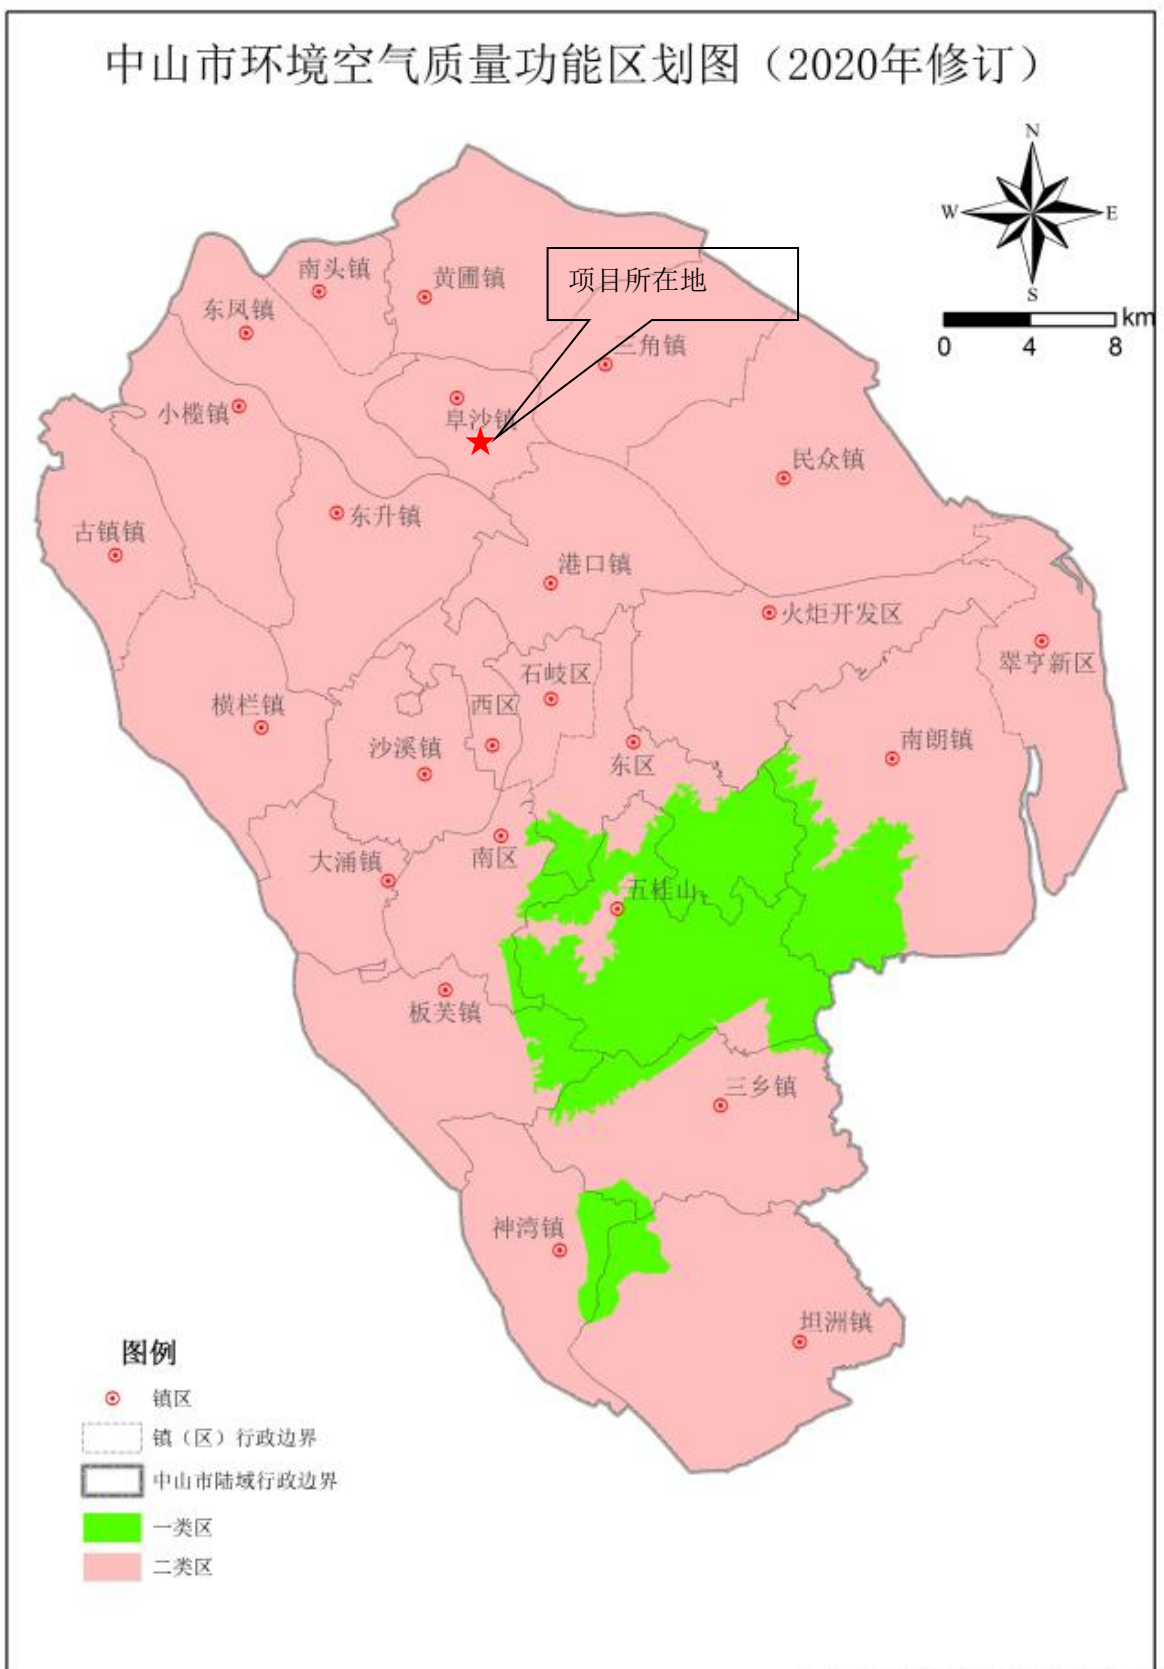 中山市环境空气质量功能区划图（2020年修订）
N
W
E
S
km
0 4 8
项目所在地
南头镇
黄圃镇
东凤镇
三角镇
小榄镇
阜沙镇
民众镇
古镇镇
东升镇
港口镇
火炬开发区
翠亨新区
石岐区
横栏镇
西区
沙溪镇
东区
南朗镇
大涌镇
南区
五桂山
板芙镇
三乡镇
神湾镇
坦洲镇
图例
镇区
镇（区）行政边界
中山市陆域行政边界
一类区
二类区